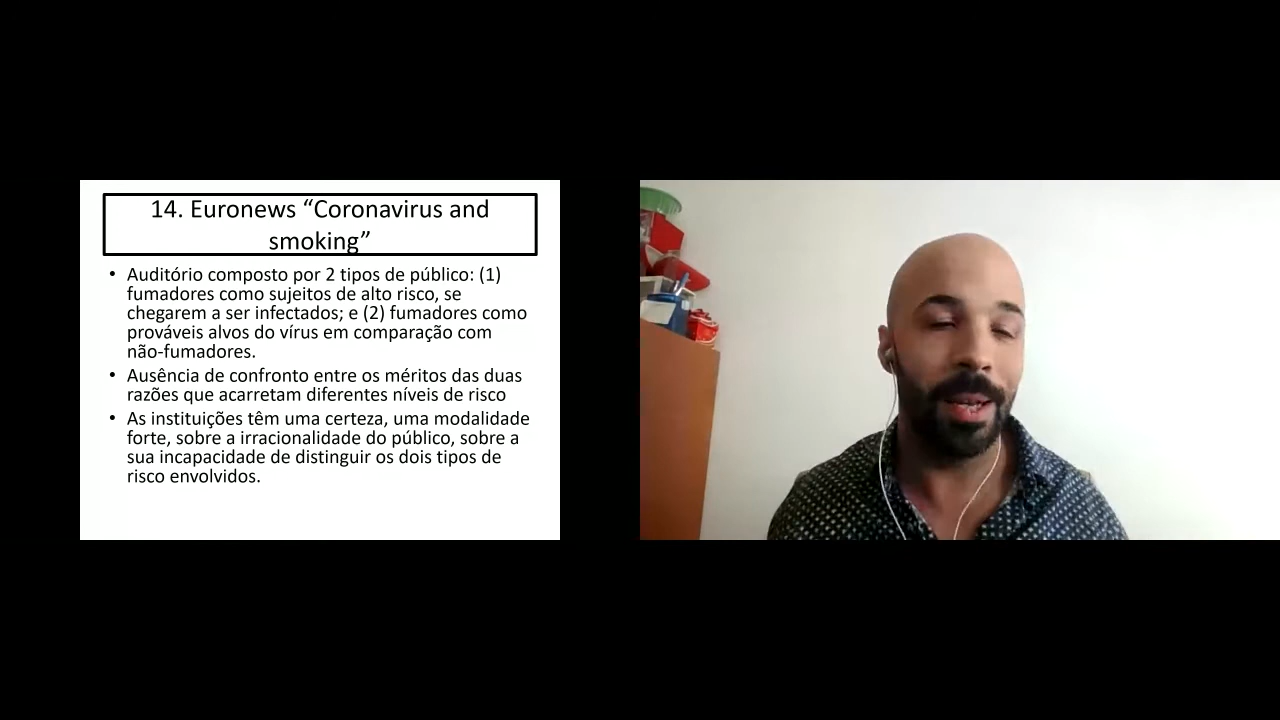 14. Euronews “Coronavirus and
smoking”
• Auditório composto por 2 tipos de público: (1)
fumadores como sujeitos de alto risco, se
chegarem a ser infectados; e (2) fumadores como
prováveis alvos do vírus em comparação com
não-fumadores.
• Ausência de confronto entre os méritos das duas
razões que acarretam diferentes níveis de risco
• As instituições têm uma certeza, uma modalidade
forte, sobre a irracionalidade do público, sobre a
sua incapacidade de distinguir os dois tipos de
risco envolvidos.